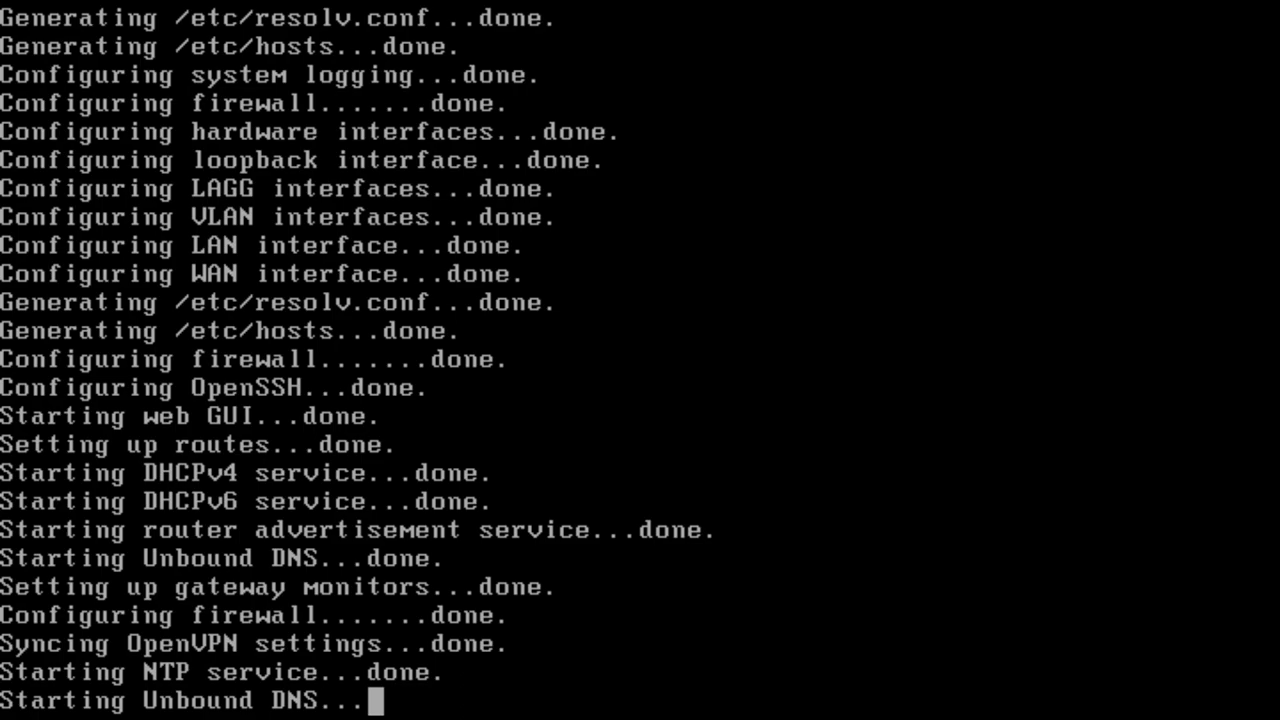 Generating /etc/resolv.conf...done.
Generating /etc/hosts...done.
Configuring system logging...done.
Configuring firewall.......done.
Configuring hardware interfaces...done.
Configuring loopback interface...done.
Configuring LAGG interfaces...done.
Configuring VLAN interfaces...done.
Configuring LAN interface...done.
Configuring WAN interface...done.
Generating /etc/resolv.conf...done.
Generating /etc/hosts...done.
Configuring firewall.......done.
Configuring OpenSSH...done.
Starting web GUI...done.
Setting up routes...done.
Starting DHCPv4 service...done.
Starting DHCPv6 service...done.
Starting router advertisement service...done.
Starting Unbound DNS...done.
Setting up gateway monitors...done.
Configuring firewall.......done.
Syncing OpenVPN settings...done.
Starting NTP service...done.
Starting Unbound DNS...